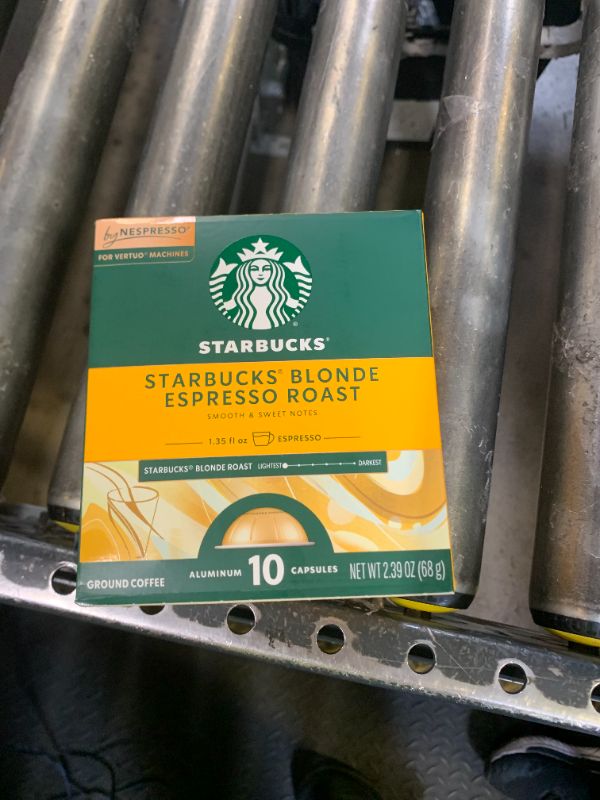 by NESPRESSO®
FOR VERTUO® MACHINES
STARBUCKS®
STARBUCKS® BLONDE
ESPRESSO ROAST
SMOOTH & SWEET NOTES
1.35 fl oz ESPRESSO
STARBUCKS® BLONDE ROAST LIGHTEST DARKEST
GROUND COFFEE ALUMINUM 10 CAPSULES NET WT 2.39 OZ (68 g)